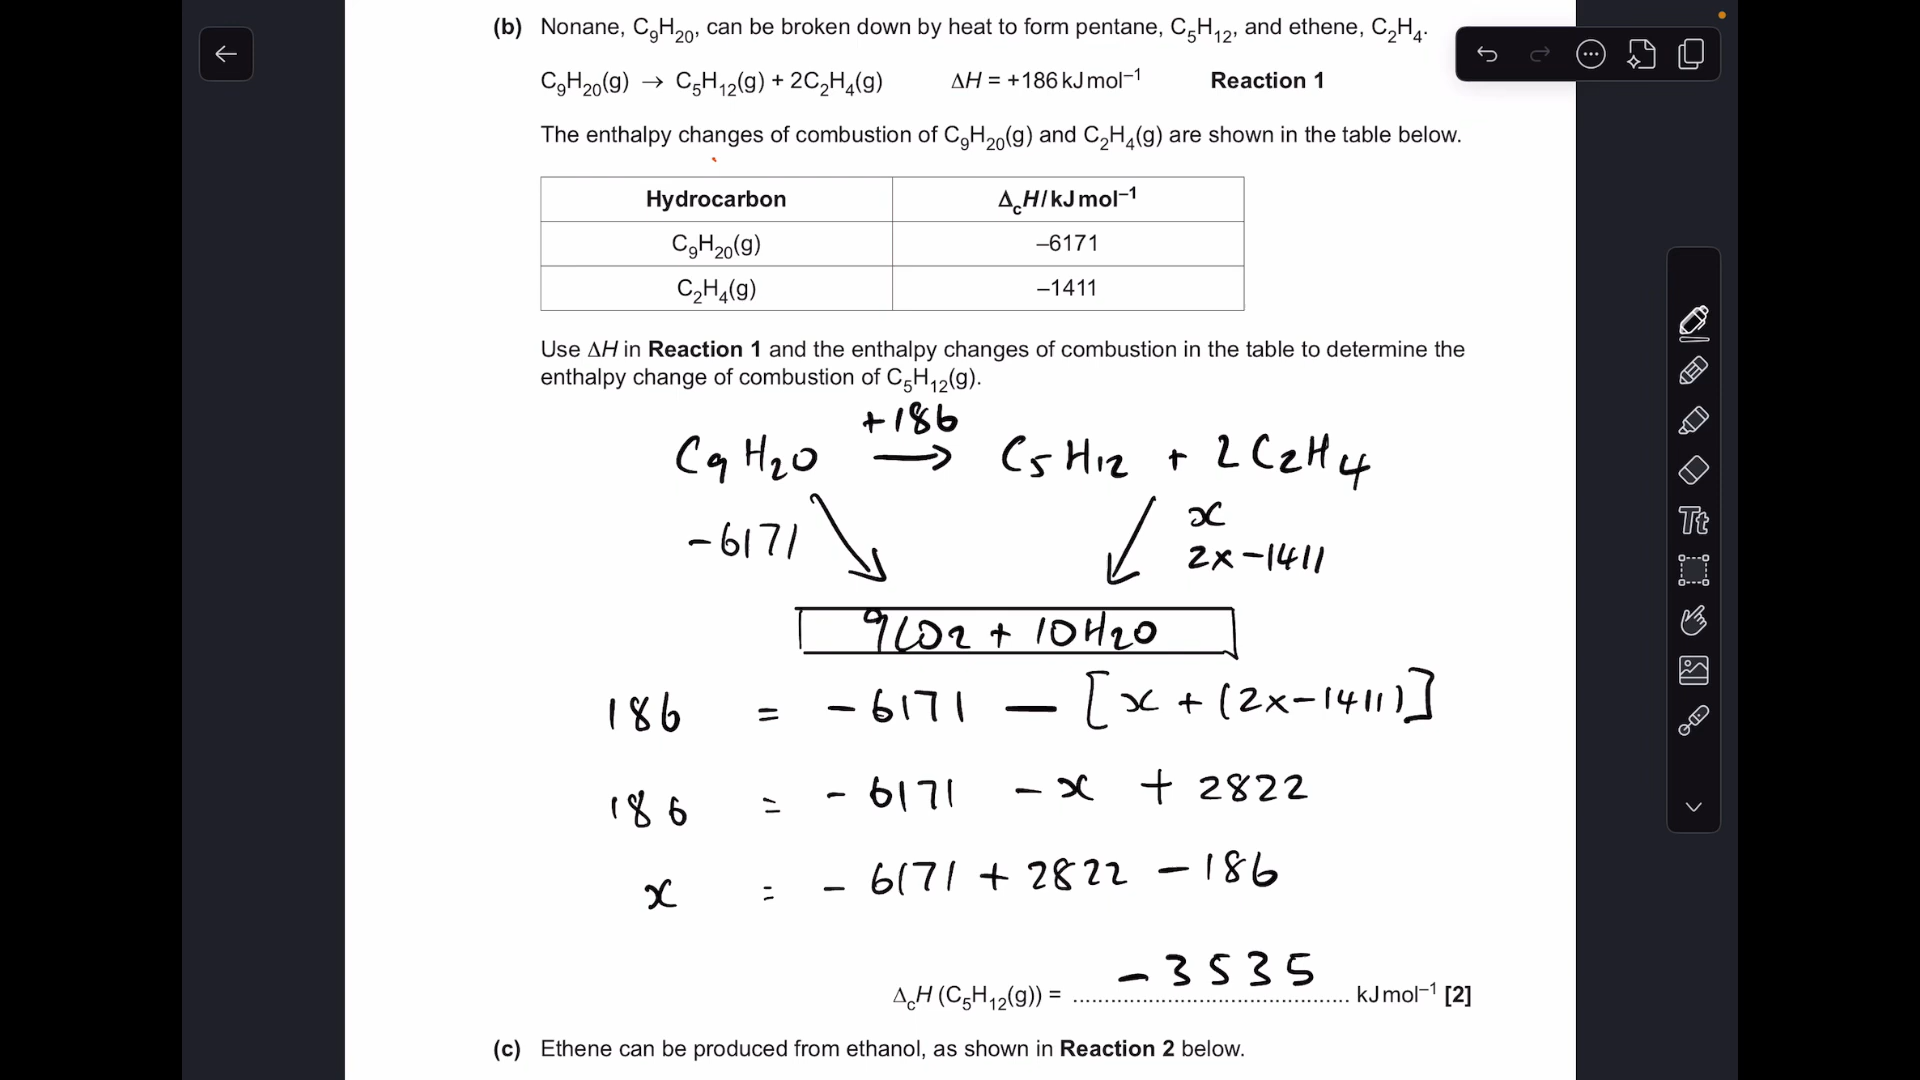 (b) Nonane, C₉H₂₀, can be broken down by heat to form pentane, C₅H₁₂, and ethene, C₂H₄.
C₉H₂₀(g) → C₅H₁₂(g) + 2C₂H₄(g) ΔH = +186 kJ mol⁻¹ Reaction 1
The enthalpy changes of combustion of C₉H₂₀(g) and C₂H₄(g) are shown in the table below.
Hydrocarbon Δ꜀H/kJ mol⁻¹
C₉H₂₀(g) –6171
C₂H₄(g) –1411
Use ΔH in Reaction 1 and the enthalpy changes of combustion in the table to determine the
enthalpy change of combustion of C₅H₁₂(g).
+186
C₉H₂₀ → C₅H₁₂ + 2C₂H₄
x
-6171 2x-1411
9CO₂ + 10H₂O
186 = -6171 - [x + (2x-1411)]
186 = -6171 - x + 2822
x = -6171 + 2822 - 186
-3535
Δ꜀H (C₅H₁₂(g)) = ............................................ kJ mol⁻¹ [2]
(c) Ethene can be produced from ethanol, as shown in Reaction 2 below.
Tt